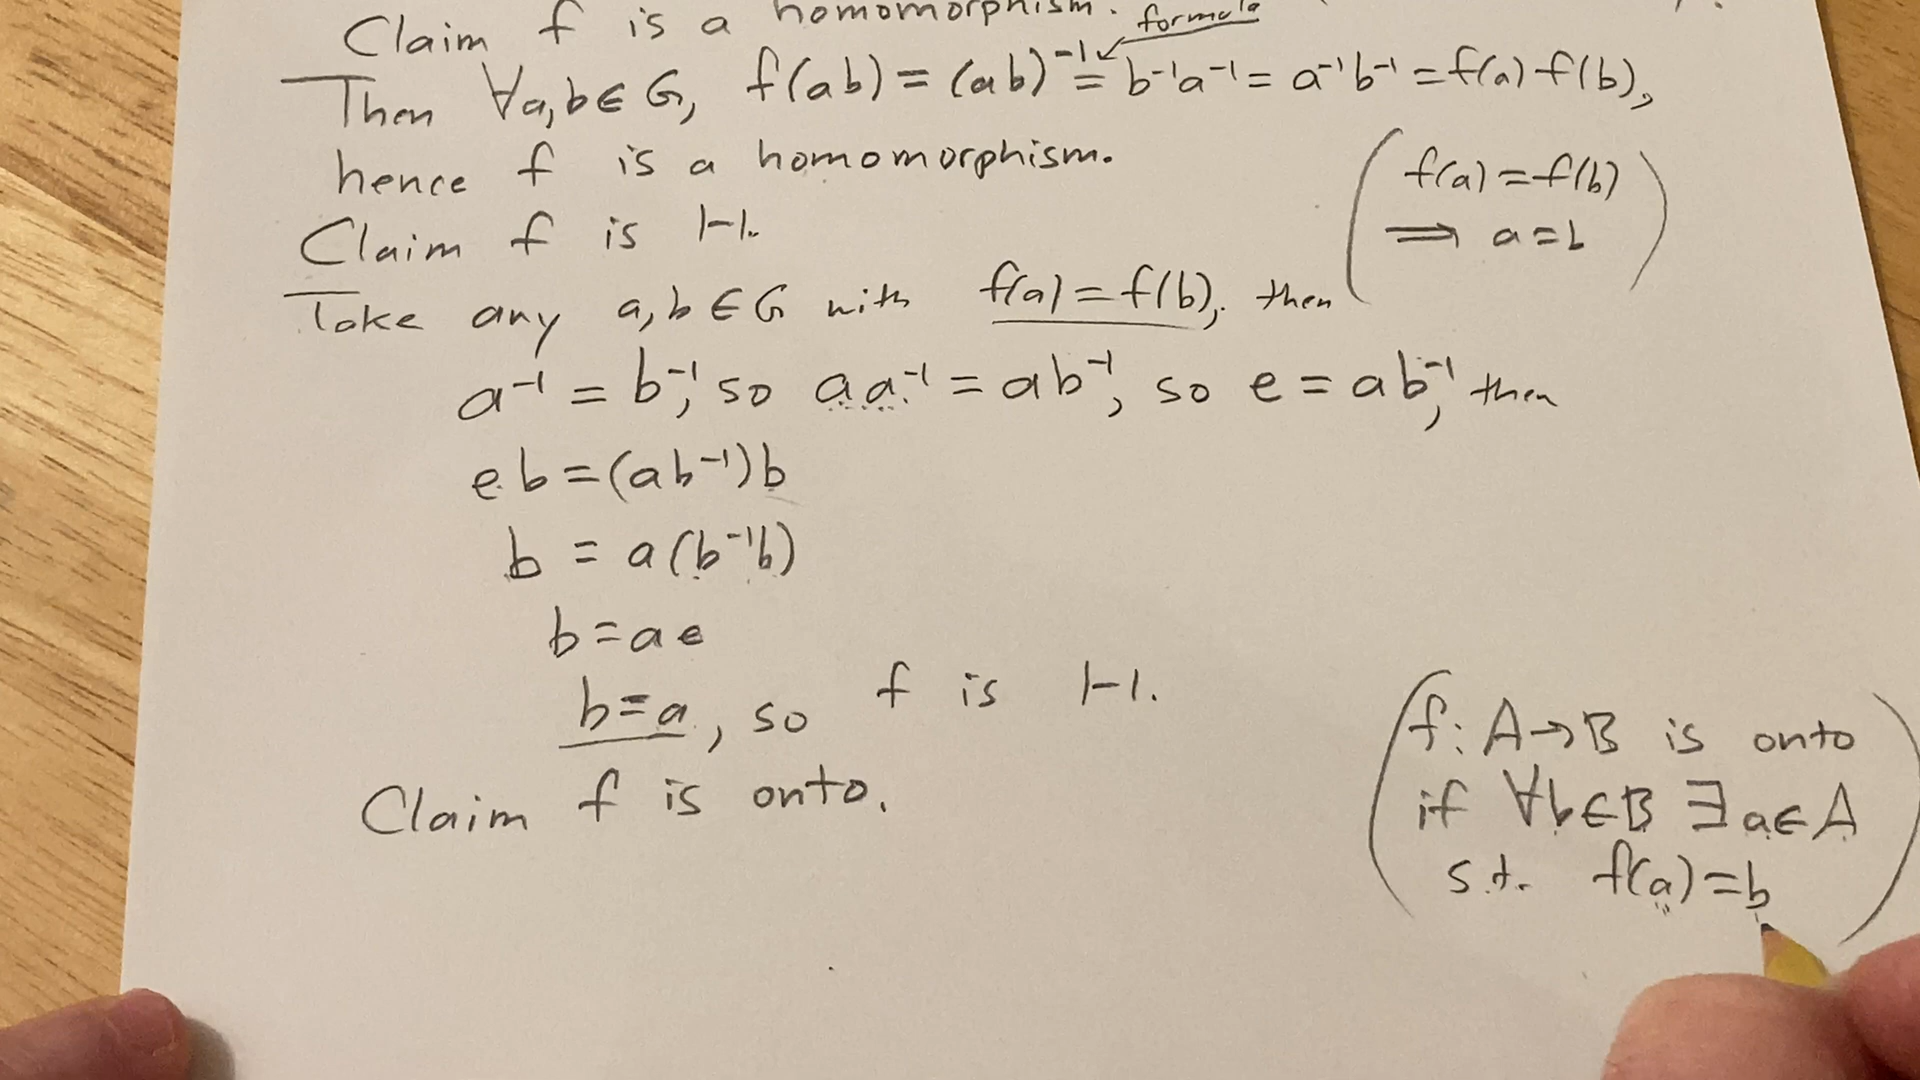 Claim f is a homomorphism.
formula
Then ∀a,b∈G, f(ab) = (ab)⁻¹ = b⁻¹a⁻¹ = a⁻¹b⁻¹ = f(a)f(b),
hence f is a homomorphism.
Claim f is 1-1.
(f(a)=f(b)
⟹ a=b)
Take any a,b∈G with f(a)=f(b), then
a⁻¹ = b⁻¹, so aa⁻¹ = ab⁻¹, so e = ab⁻¹, then
eb=(ab⁻¹)b
b = a(b⁻¹b)
b=ae
b=a, so f is 1-1.
Claim f is onto.
(f: A→B is onto
if ∀b∈B ∃a∈A
s.t. f(a)=b)